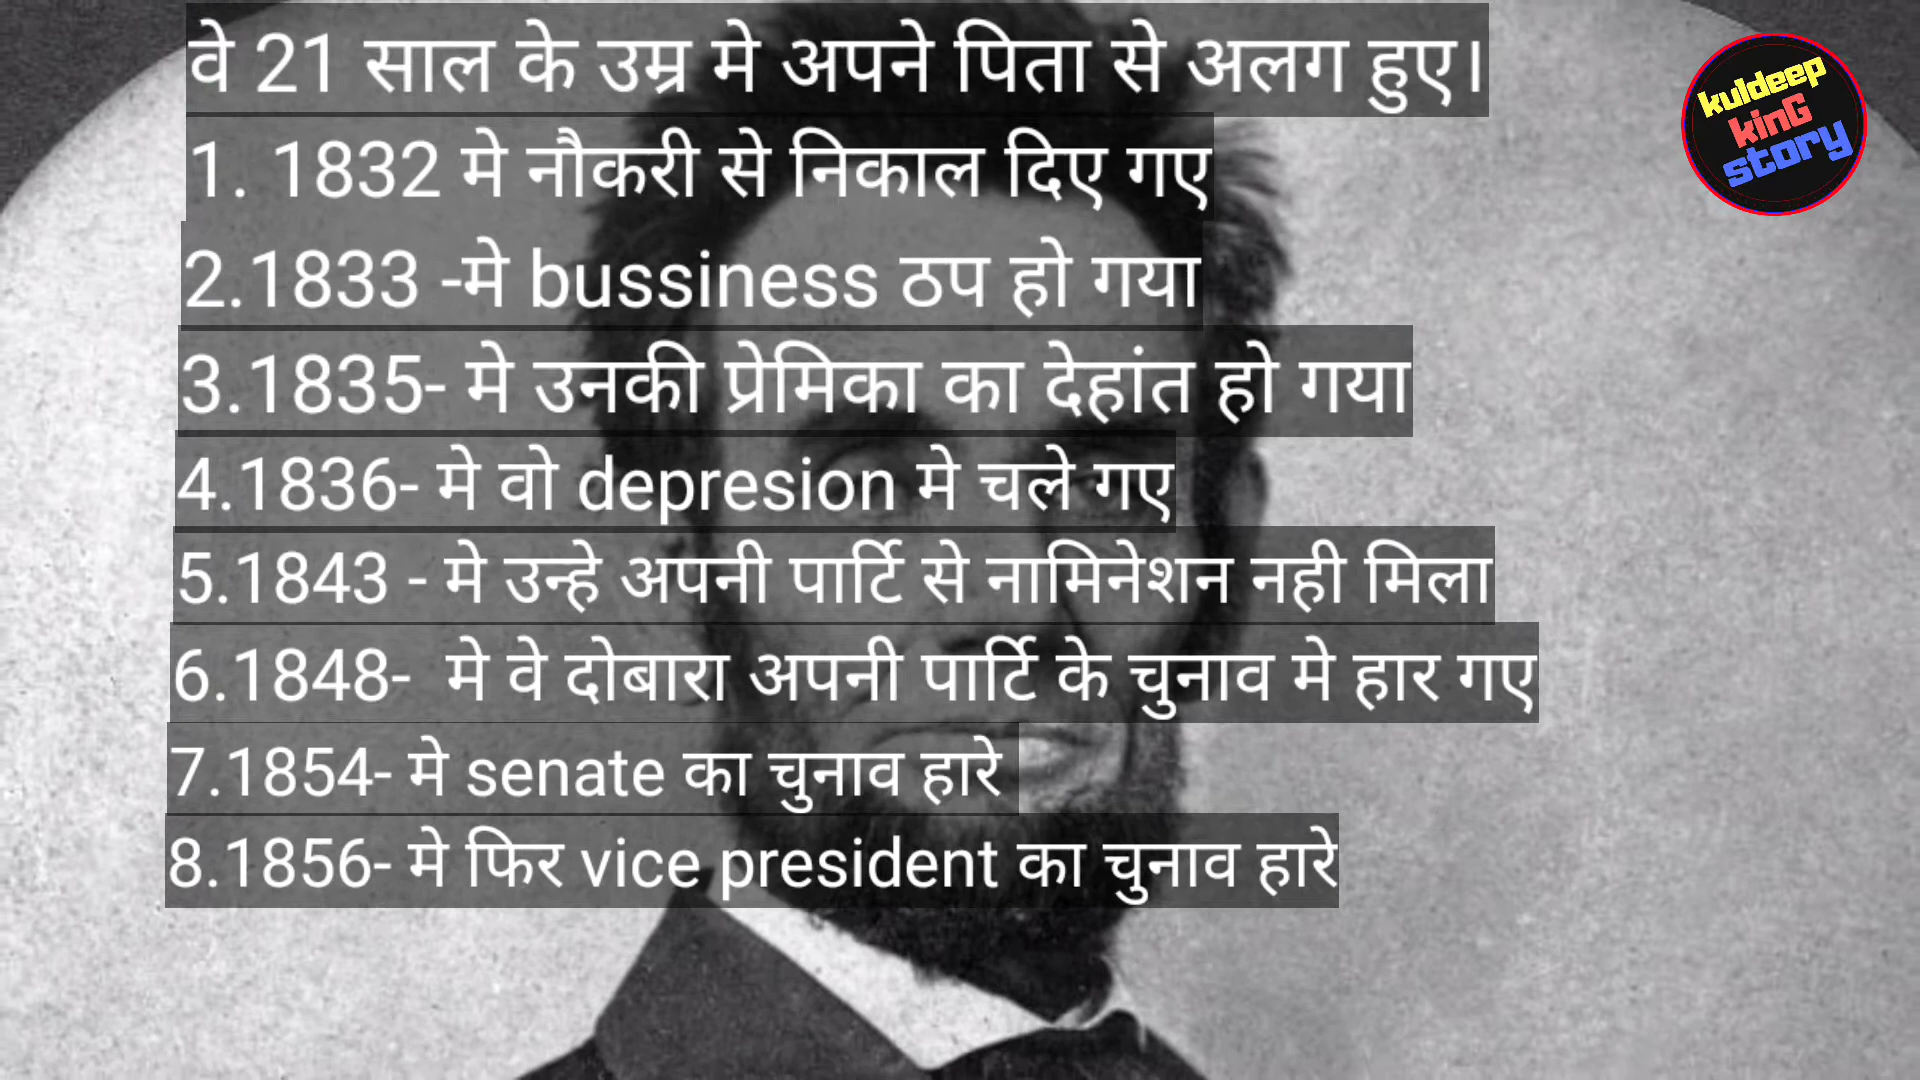 वे 21 साल के उम्र मे अपने पिता से अलग हुए।
1. 1832 मे नौकरी से निकाल दिए गए
2.1833 -मे bussiness ठप हो गया
3.1835- मे उनकी प्रेमिका का देहांत हो गया
4.1836- मे वो depresion मे चले गए
5.1843 - मे उन्हे अपनी पार्टि से नामिनेशन नही मिला
6.1848- मे वे दोबारा अपनी पार्टि के चुनाव मे हार गए
7.1854- मे senate का चुनाव हारे
8.1856- मे फिर vice president का चुनाव हारे
kuldeep
kinG
story